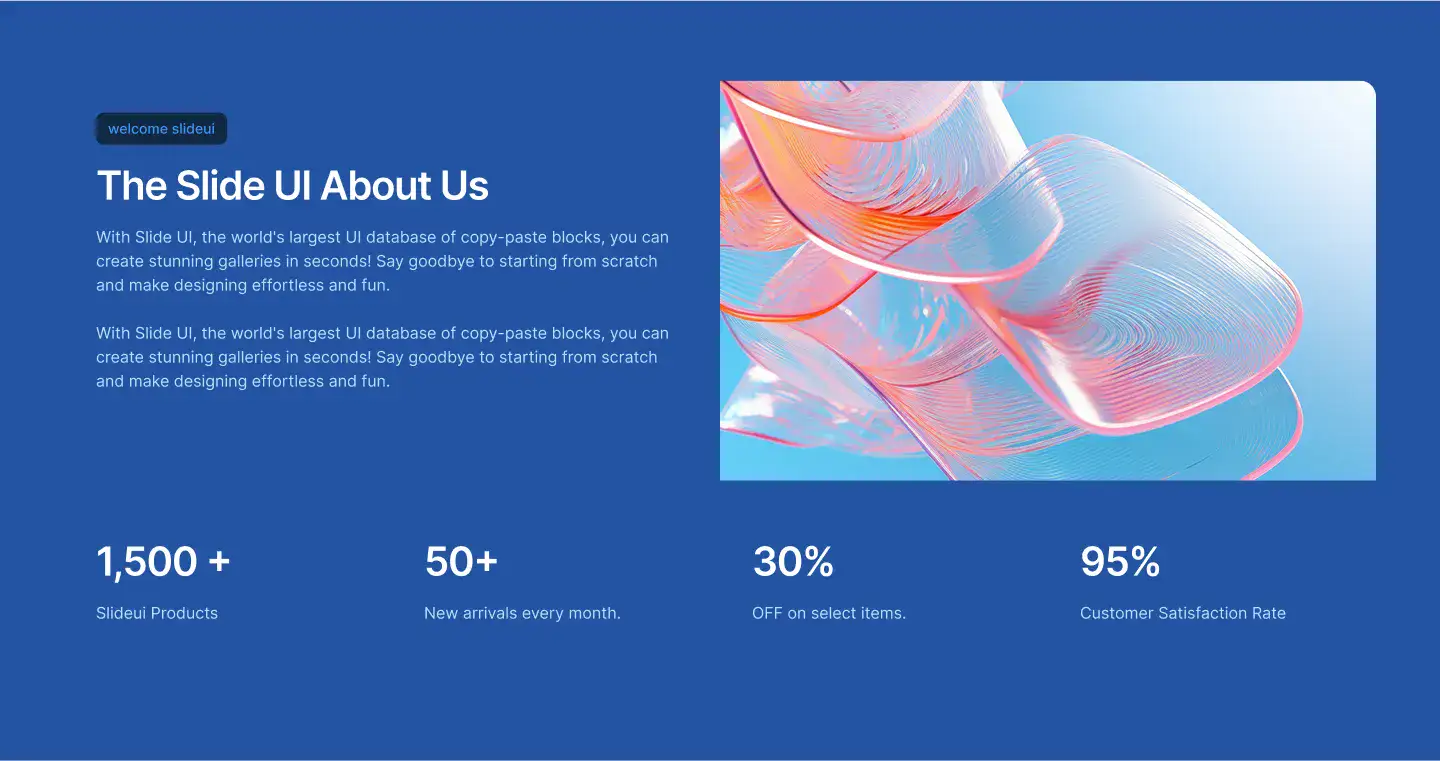 welcome slideui
The Slide UI About Us
With Slide UI, the world's largest UI database of copy-paste blocks, you can
create stunning galleries in seconds! Say goodbye to starting from scratch
and make designing effortless and fun.
With Slide UI, the world's largest UI database of copy-paste blocks, you can
create stunning galleries in seconds! Say goodbye to starting from scratch
and make designing effortless and fun.
1,500 +
Slideui Products
50+
New arrivals every month.
30%
OFF on select items.
95%
Customer Satisfaction Rate